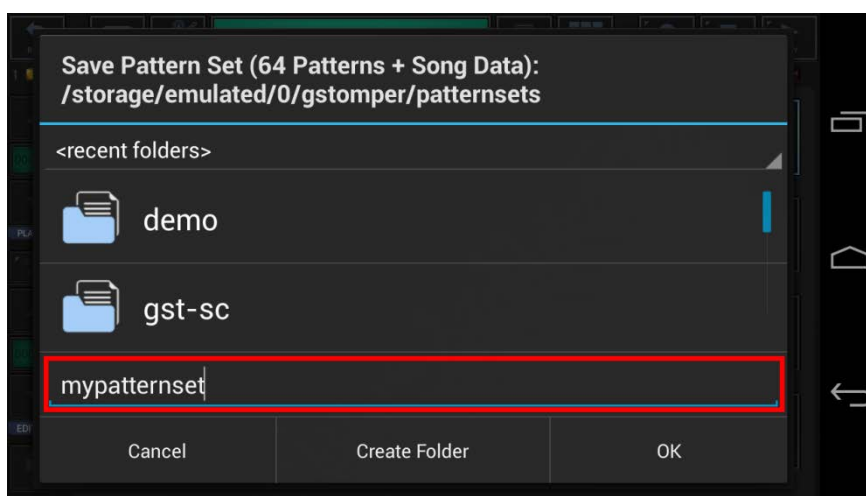 Save Pattern Set (64 Patterns + Song Data):
/storage/emulated/0/gstomper/patternsets
<recent folders>
demo
gst-sc
mypatternset
Cancel
Create Folder
OK